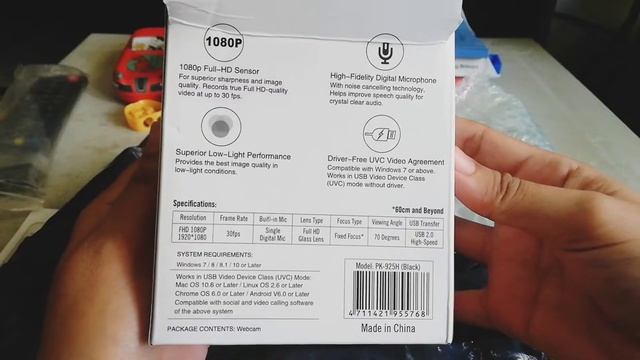 1080P
1080p Full-HD Sensor
For superior sharpness and image
quality. Records true Full HD-quality
video at up to 30 fps.
High-Fidelity Digital Microphone
With noise cancelling technology,
Helps improve speech quality for
crystal clear audio.
Superior Low-Light Performance
Provides the best image quality in
low-light conditions.
Driver-Free UVC Video Agreement
Compatible with Windows 7 or above.
Works in USB Video Device Class
(UVC) mode without driver.
Specifications:
*60cm and Beyond
Resolution Frame Rate Built-in Mic Lens Type Focus Type Viewing Angle USB Transfer
FHD 1080P
1920*1080
30fps
Single
Digital Mic
Full HD
Glass Lens
Fixed Focus*
70 Degrees
USB 2.0
High-Speed
SYSTEM REQUIREMENTS:
Windows 7 / 8 / 8.1 / 10 or Later
Works in USB Video Device Class (UVC) Mode:
Mac OS 10.6 or Later / Linux OS 2.6 or Later
Chrome OS 6.0 or Later / Android V6.0 or Later
Compatible with social and video calling software
of the above system
PACKAGE CONTENTS: Webcam
Model: PK-925H (Black)
4 711421 955768
Made in China